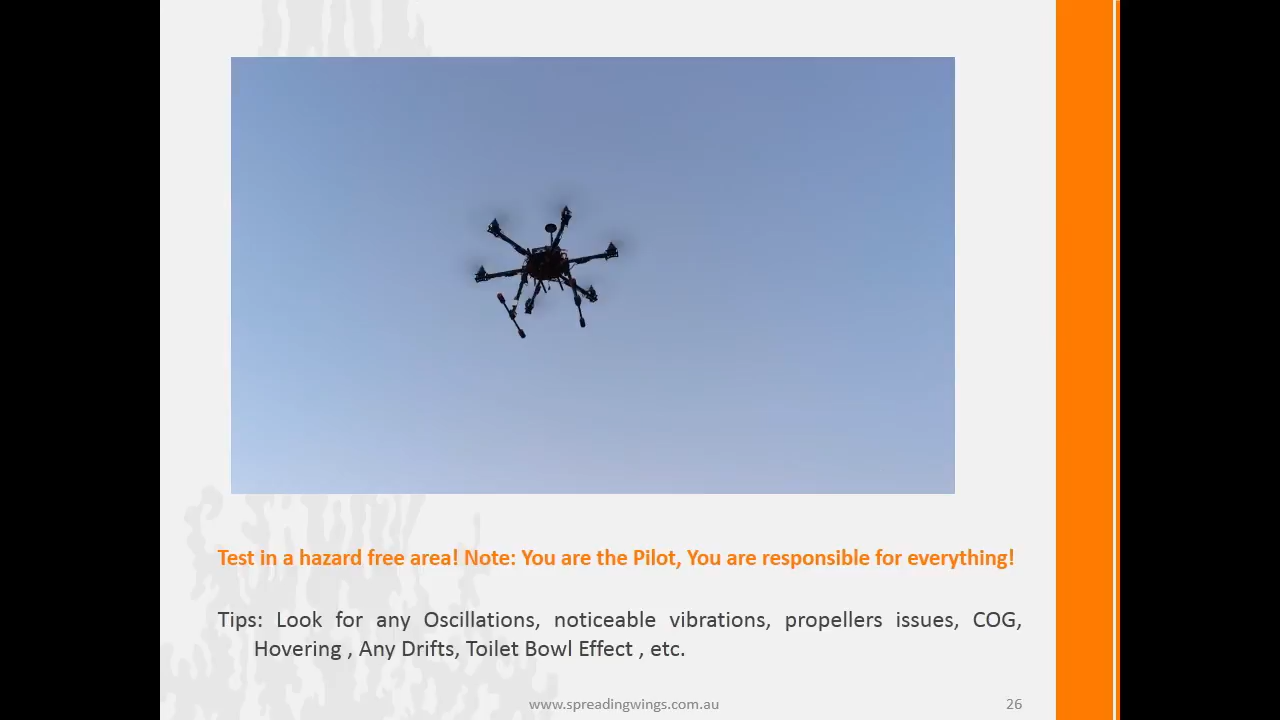 Test in a hazard free area! Note: You are the Pilot, You are responsible for everything!
Tips: Look for any Oscillations, noticeable vibrations, propellers issues, COG,
Hovering , Any Drifts, Toilet Bowl Effect , etc.
www.spreadingwings.com.au
26